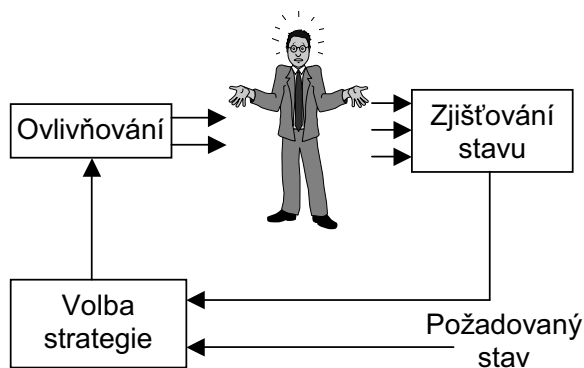 Ovlivňování
Zjišťování
stavu
Volba
strategie
Požadovaný
stav